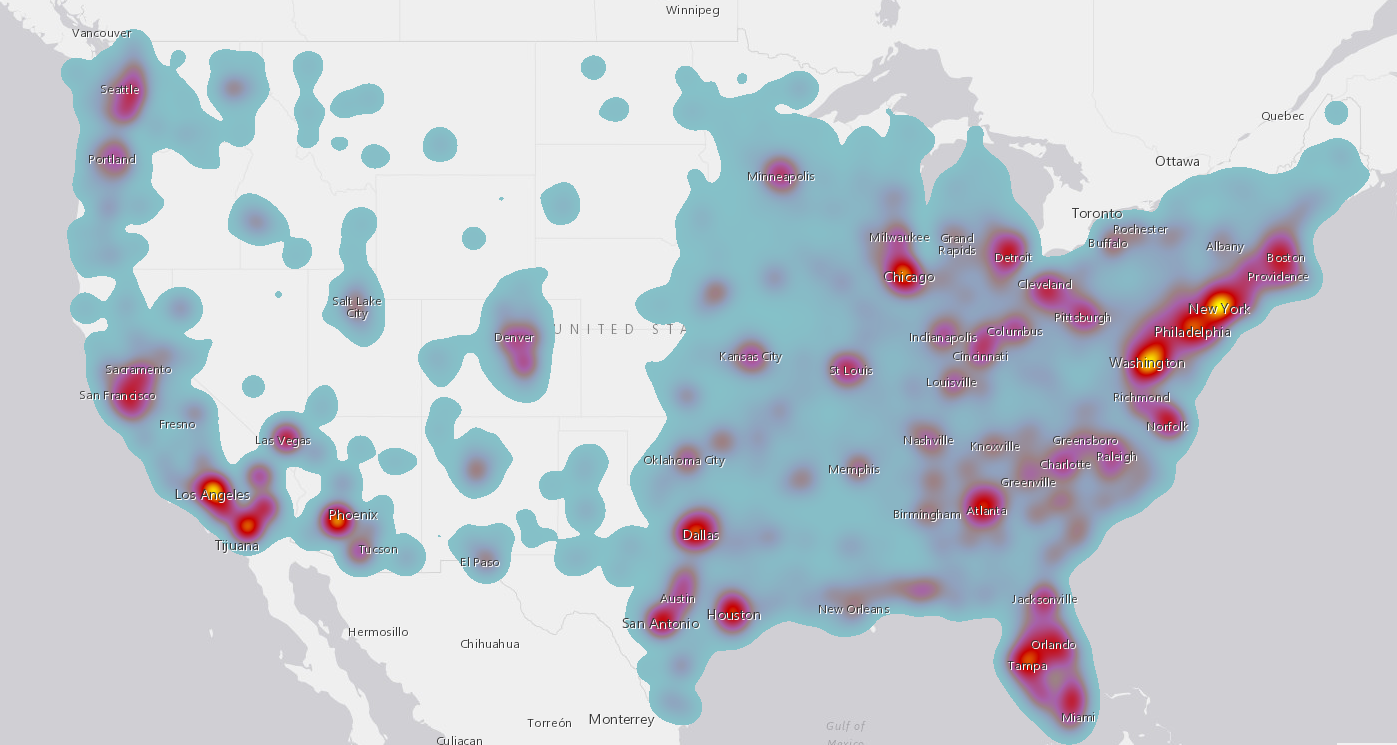 Winnipeg
Vancouver
Seattle
Quebec
Portland
Ottawa
Minneapolis
Toronto
Milwaukee
Grand
Rapids
Rochester
Buffalo
Albany
Detroit
Boston
Chicago
Cleveland
Providence
Salt Lake
City
New York
Pittsburgh
Denver
UNITED STA
Indianapolis
Columbus
Philadelphia
Kansas City
Cincinnati
Washington
Sacramento
St Louis
Louisville
San Francisco
Richmond
Fresno
Norfolk
Las Vegas
Nashville
Knoxville
Greensboro
Oklahoma City
Memphis
Charlotte
Raleigh
Los Angeles
Greenville
Phoenix
Birmingham
Atlanta
Tijuana
Tucson
Dallas
El Paso
Austin
New Orleans
Jacksonville
San Antonio
Houston
Hermosillo
Chihuahua
Orlando
Tampa
Torreón
Monterrey
Miami
Gulf of
Mexico
Culiacan